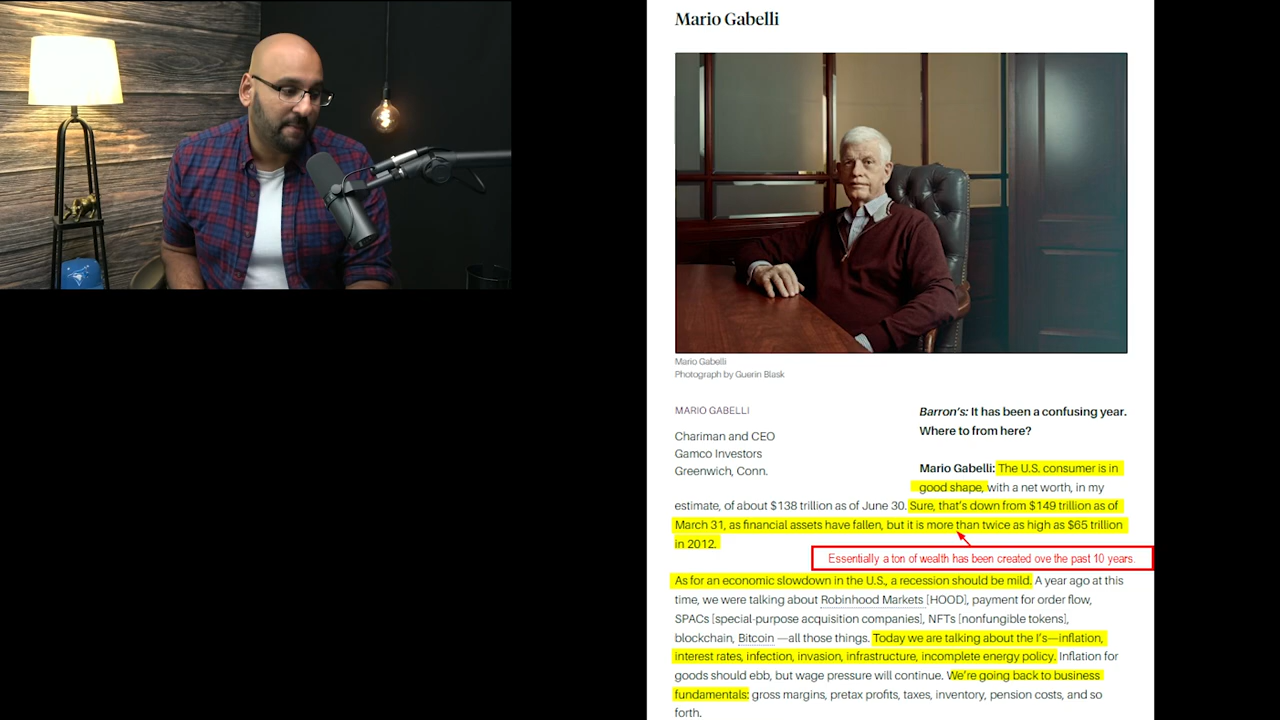 Mario Gabelli
Mario Gabelli
Photograph by Guerin Blask
MARIO GABELLI
Chariman and CEO
Gamco Investors
Greenwich, Conn.
Barron's: It has been a confusing year.
Where to from here?
Mario Gabelli: The U.S. consumer is in
good shape, with a net worth, in my
estimate, of about $138 trillion as of June 30. Sure, that's down from $149 trillion as of
March 31, as financial assets have fallen, but it is more than twice as high as $65 trillion
in 2012.
Essentially a ton of wealth has been created ove the past 10 years.
As for an economic slowdown in the U.S., a recession should be mild. A year ago at this
time, we were talking about Robinhood Markets [HOOD], payment for order flow,
SPACs [special-purpose acquisition companies], NFTs [nonfungible tokens],
blockchain, Bitcoin —all those things. Today we are talking about the I's—inflation,
interest rates, infection, invasion, infrastructure, incomplete energy policy. Inflation for
goods should ebb, but wage pressure will continue. We're going back to business
fundamentals: gross margins, pretax profits, taxes, inventory, pension costs, and so
forth.